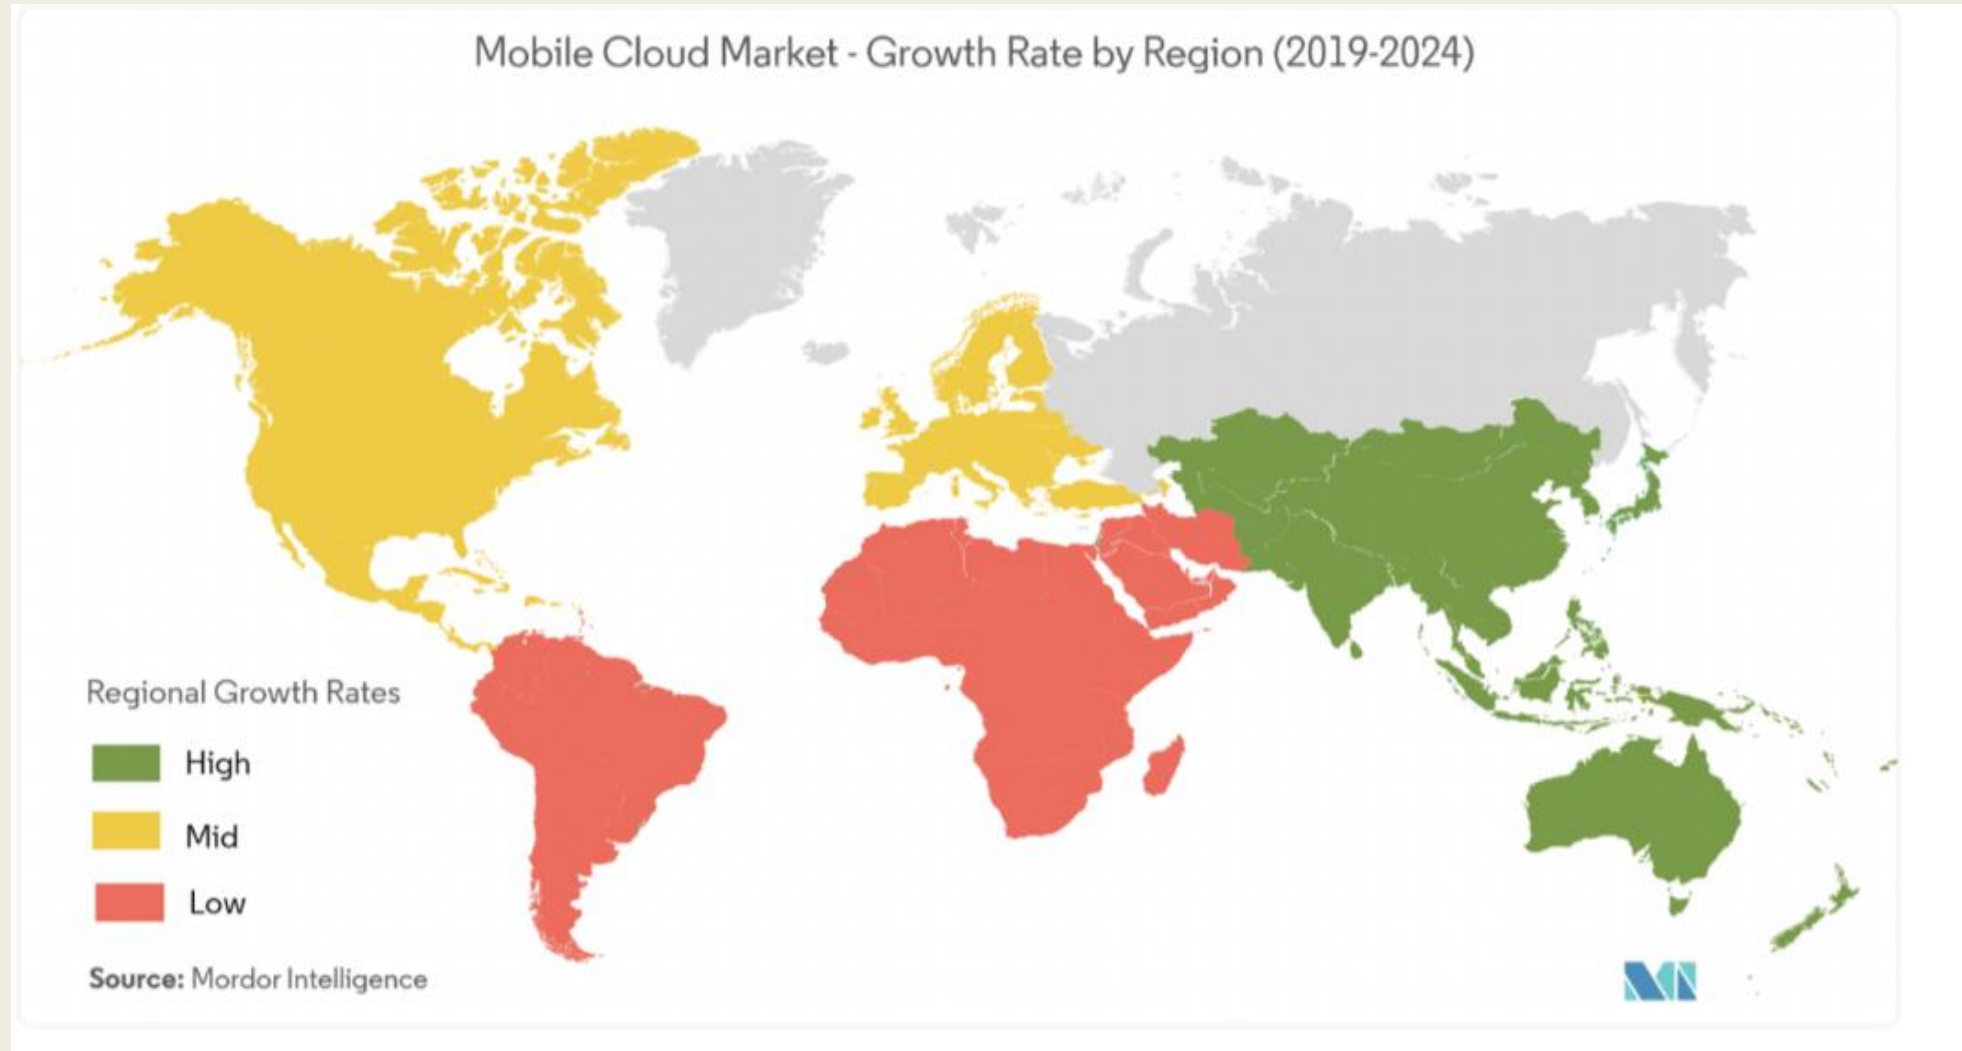 Mobile Cloud Market - Growth Rate by Region (2019-2024)
Regional Growth Rates
High
Mid
Low
Source: Mordor Intelligence